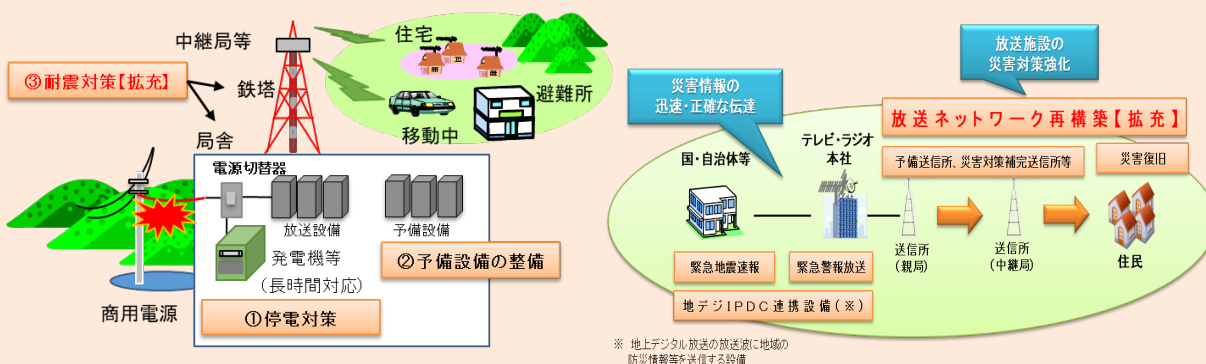 中継局等
③耐震対策【拡充】
鉄塔
局舎
住宅
避難所
移動中
電源切替器
放送設備
予備設備
発電機等
(長時間対応)
②予備設備の整備
①停電対策
商用電源
放送施設の
災害対策強化
災害情報の
迅速・正確な伝達
放送ネットワーク再構築【拡充】
国・自治体等
テレビ・ラジオ
本社
予備送信所、災害対策補完送信所等
災害復旧
送信所
(親局)
送信所
(中継局)
住民
緊急地震速報
緊急警報放送
地デジIPDC連携設備(※)
※ 地上デジタル放送の放送波に地域の
防災情報等を送信する設備